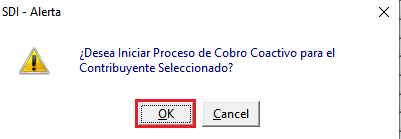 SDI - Alerta
¿Desea Iniciar Proceso de Cobro Coactivo para el
Contribuyente Seleccionado?
OK Cancel